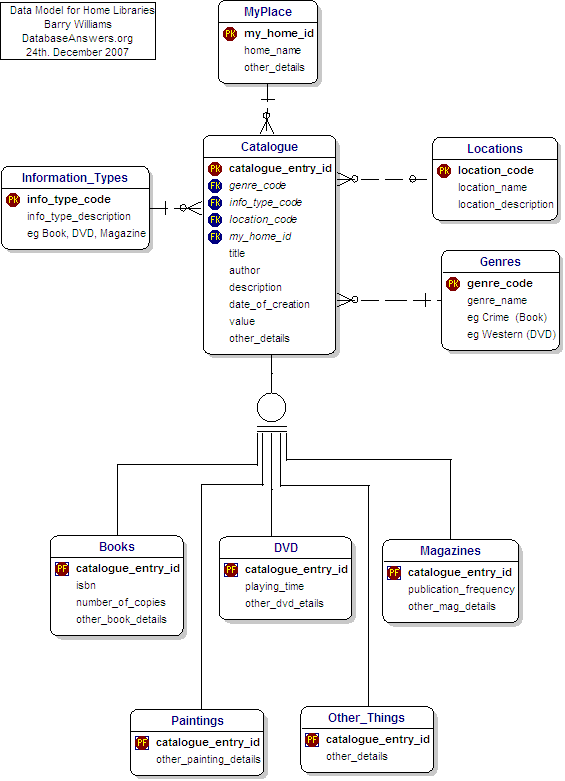 Data Model for Home Libraries
Barry Williams
DatabaseAnswers.org
24th. December 2007
MyPlace
PK my_home_id
home_name
other_details
Catalogue
PK catalogue_entry_id
FK genre_code
FK info_type_code
FK location_code
FK my_home_id
title
author
description
date_of_creation
value
other_details
Information_Types
PK info_type_code
info_type_description
eg Book, DVD, Magazine
Locations
PK location_code
location_name
location_description
Genres
PK genre_code
genre_name
eg Crime (Book)
eg Western (DVD)
Books
PF catalogue_entry_id
isbn
number_of_copies
other_book_details
DVD
PF catalogue_entry_id
playing_time
other_dvd_etails
Magazines
PF catalogue_entry_id
publication_frequency
other_mag_details
Paintings
PF catalogue_entry_id
other_painting_details
Other_Things
PF catalogue_entry_id
other_details